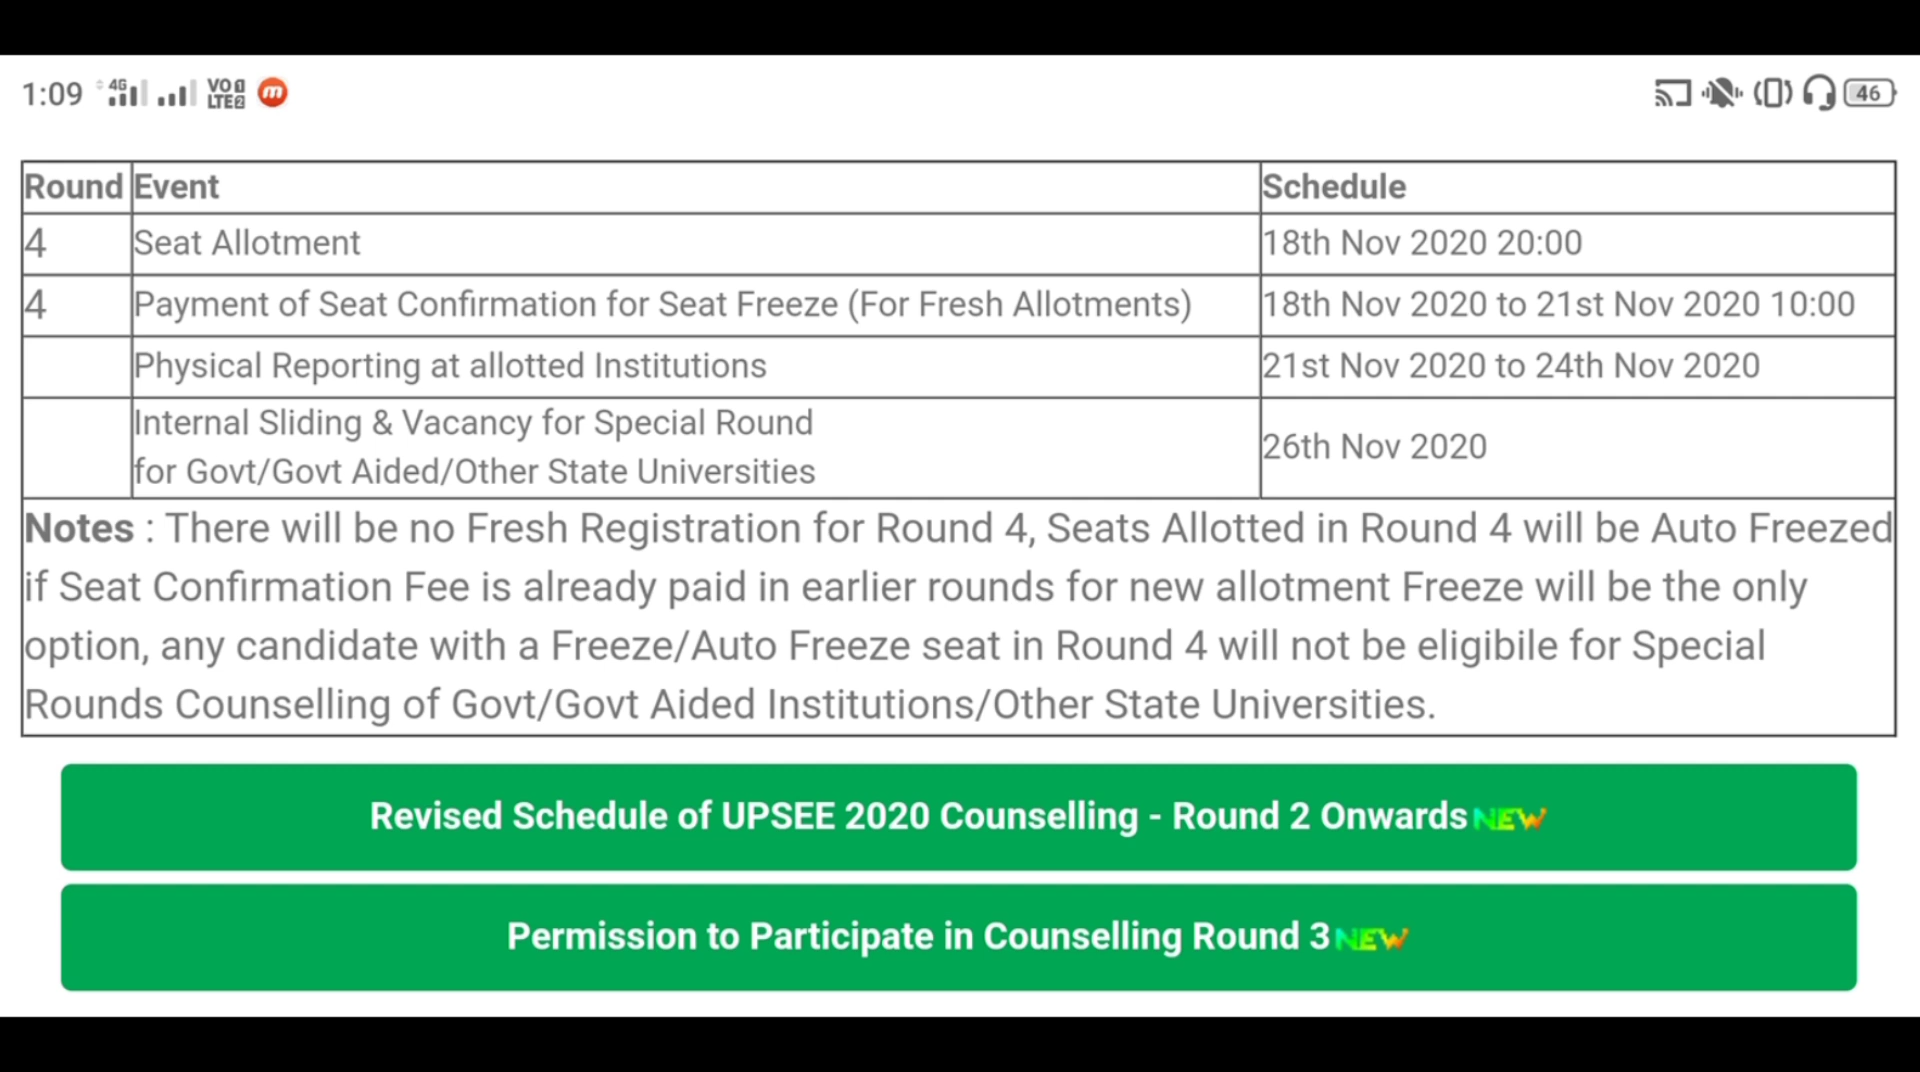 1:09 4G VO 1 LTE 2 m 46
Round Event Schedule
4 Seat Allotment 18th Nov 2020 20:00
4 Payment of Seat Confirmation for Seat Freeze (For Fresh Allotments) 18th Nov 2020 to 21st Nov 2020 10:00
Physical Reporting at allotted Institutions 21st Nov 2020 to 24th Nov 2020
Internal Sliding & Vacancy for Special Round
for Govt/Govt Aided/Other State Universities 26th Nov 2020
Notes : There will be no Fresh Registration for Round 4, Seats Allotted in Round 4 will be Auto Freezed
if Seat Confirmation Fee is already paid in earlier rounds for new allotment Freeze will be the only
option, any candidate with a Freeze/Auto Freeze seat in Round 4 will not be eligibile for Special
Rounds Counselling of Govt/Govt Aided Institutions/Other State Universities.
Revised Schedule of UPSEE 2020 Counselling - Round 2 Onwards NEW
Permission to Participate in Counselling Round 3 NEW